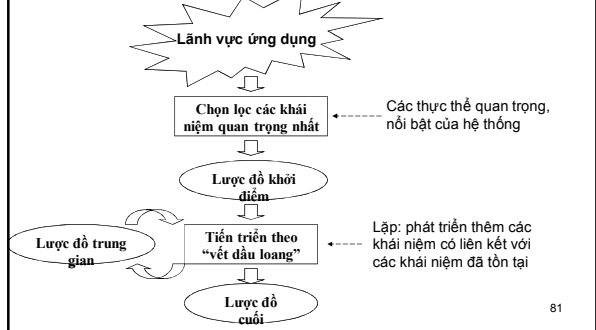 Lãnh vực ứng dụng
Chọn lọc các khái
niệm quan trọng nhất
Các thực thể quan trọng,
nổi bật của hệ thống
Lược đồ khởi
điểm
Lược đồ trung
gian
Tiến triển theo
“vết dầu loang”
Lặp: phát triển thêm các
khái niệm có liên kết với
các khái niệm đã tồn tại
Lược đồ
cuối
81